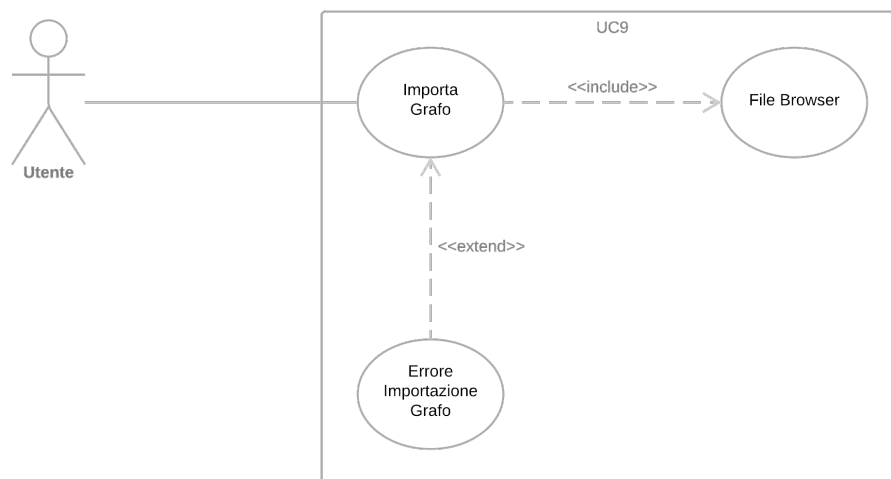 UC9
Importa
Grafo
<<include>>
File Browser
Utente
<<extend>>
Errore
Importazione
Grafo